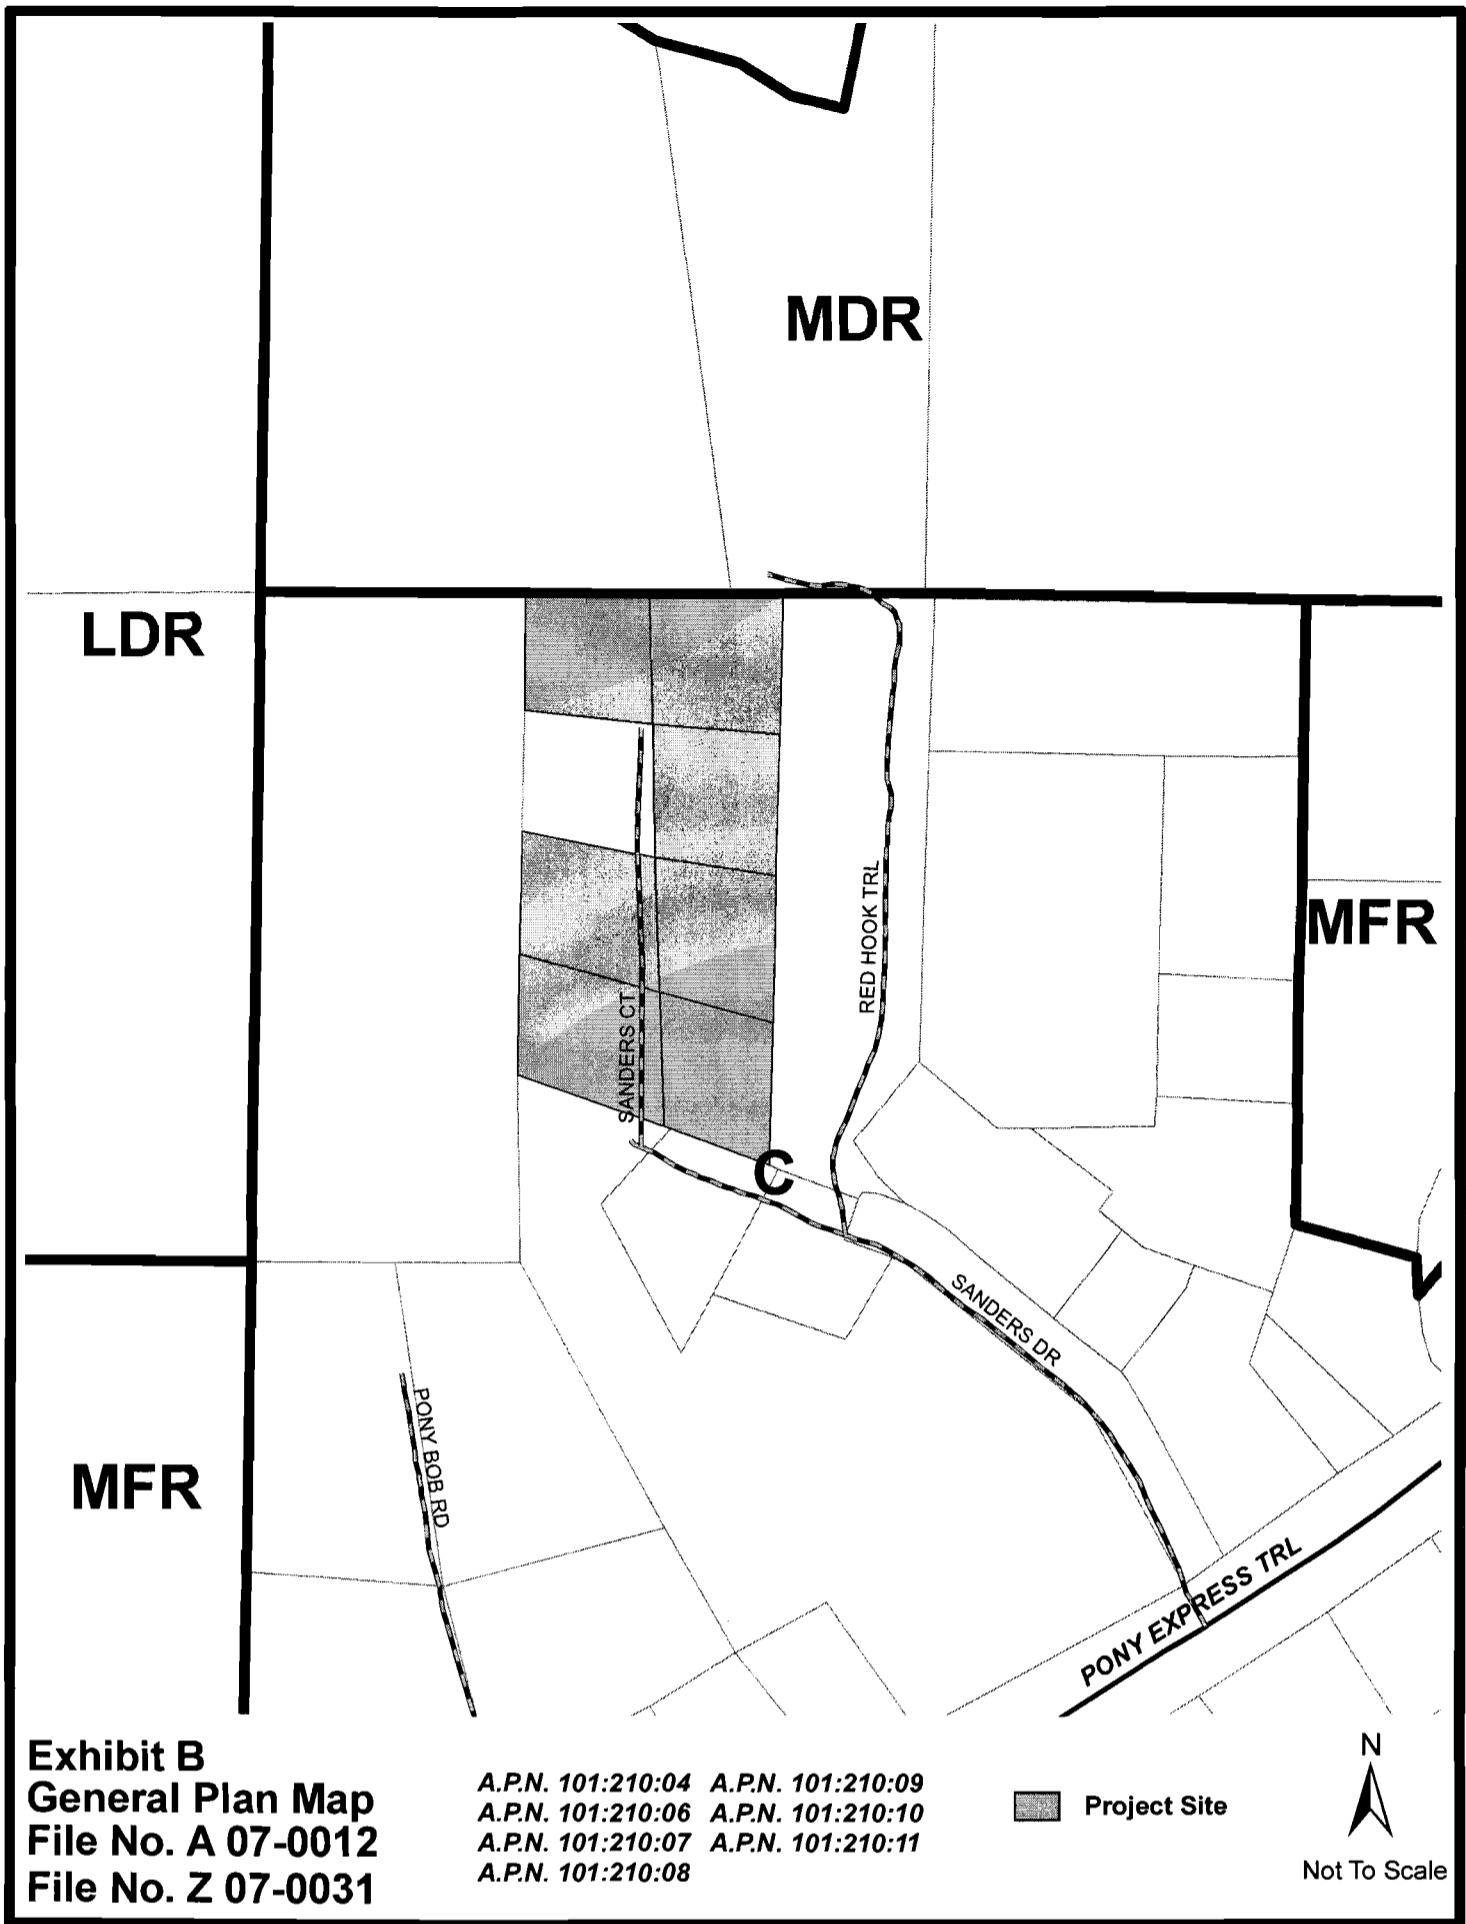 MDR
LDR
MFR
RED HOOK TRL
SANDERS CT
C
SANDERS DR
PONY BOB RD
MFR
PONY EXPRESS TRL
Exhibit B
General Plan Map
File No. A 07-0012
File No. Z 07-0031
A.P.N. 101:210:04 A.P.N. 101:210:09
A.P.N. 101:210:06 A.P.N. 101:210:10
A.P.N. 101:210:07 A.P.N. 101:210:11
A.P.N. 101:210:08
Project Site
N
Not To Scale